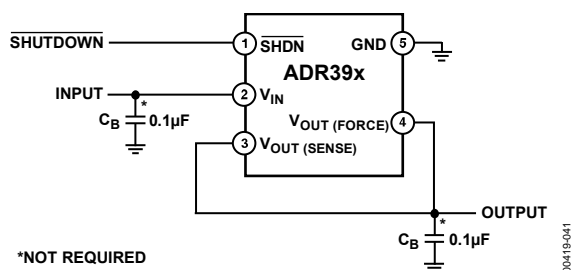 SHUTDOWN
1
SHDN
GND
5
ADR39x
INPUT
2
VIN
*
CB
0.1µF
VOUT (FORCE)
4
3
VOUT (SENSE)
OUTPUT
*
CB
0.1µF
*NOT REQUIRED
00419-041